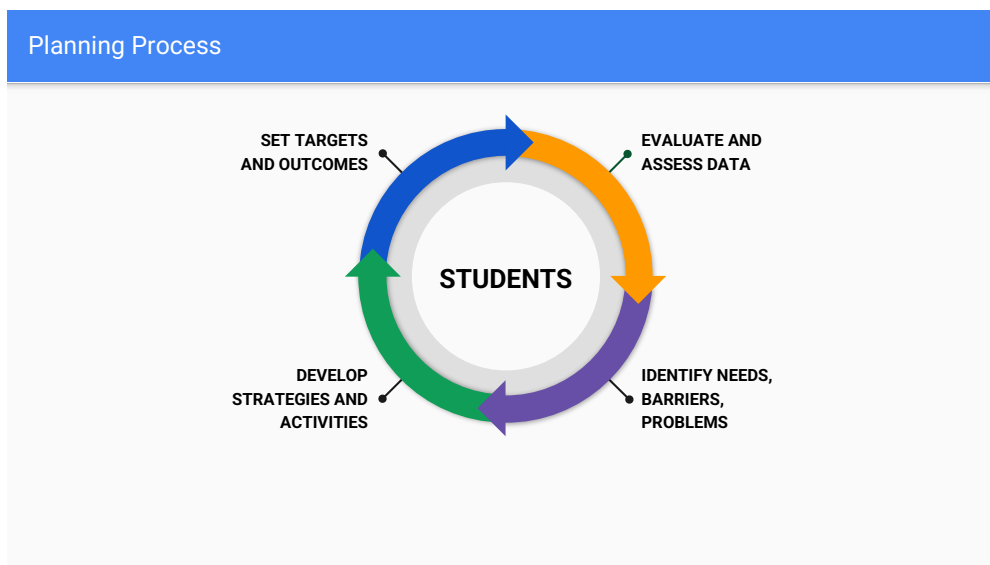 Planning Process
SET TARGETS
AND OUTCOMES
EVALUATE AND
ASSESS DATA
STUDENTS
DEVELOP
STRATEGIES AND
ACTIVITIES
IDENTIFY NEEDS,
BARRIERS,
PROBLEMS